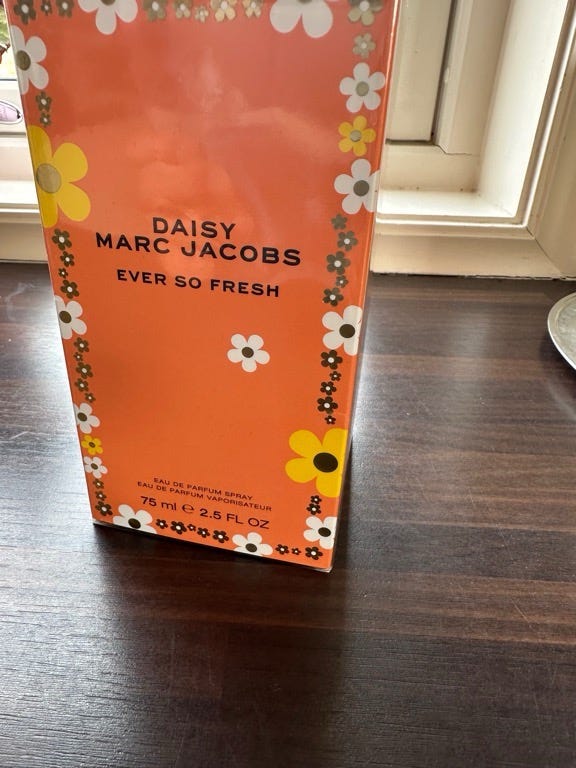 DAISY
MARC JACOBS
EVER SO FRESH
EAU DE PARFUM SPRAY
EAU DE PARFUM VAPORISATEUR
75 ml ℮ 2.5 FL OZ